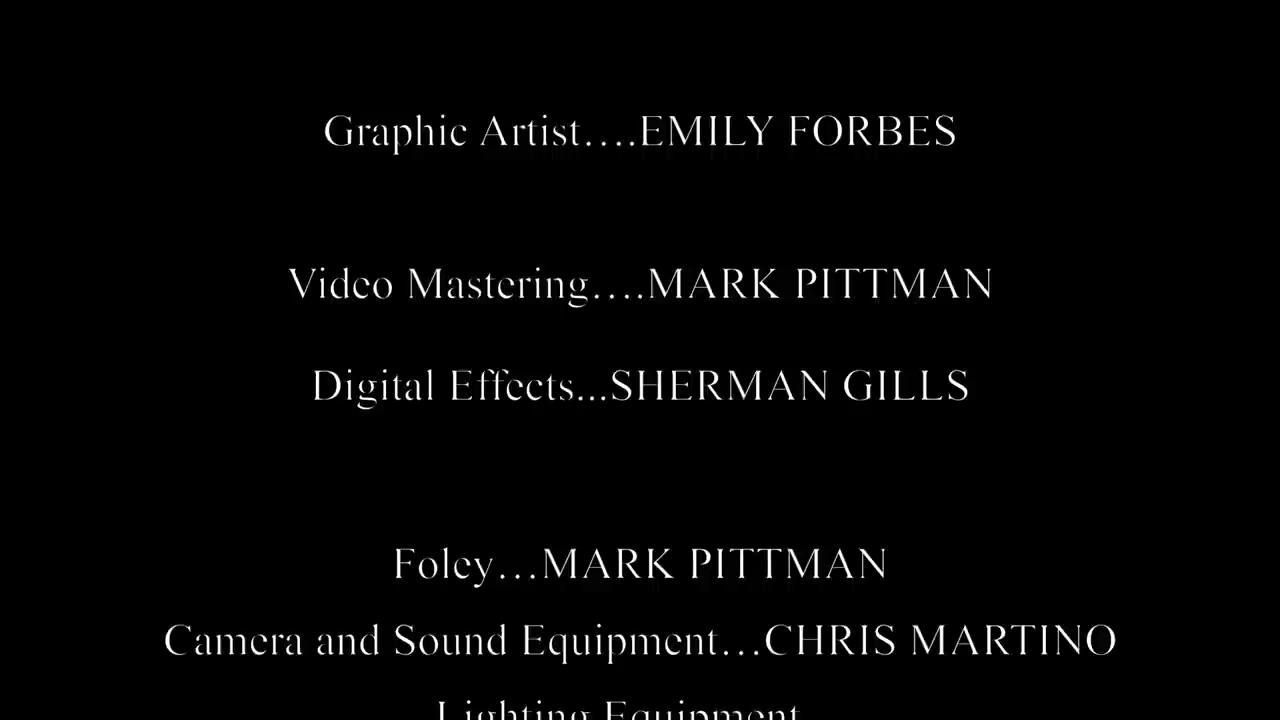 Graphic Artist….EMILY FORBES
Video Mastering….MARK PITTMAN
Digital Effects...SHERMAN GILLS
Foley…MARK PITTMAN
Camera and Sound Equipment…CHRIS MARTINO
Lighting Equipment